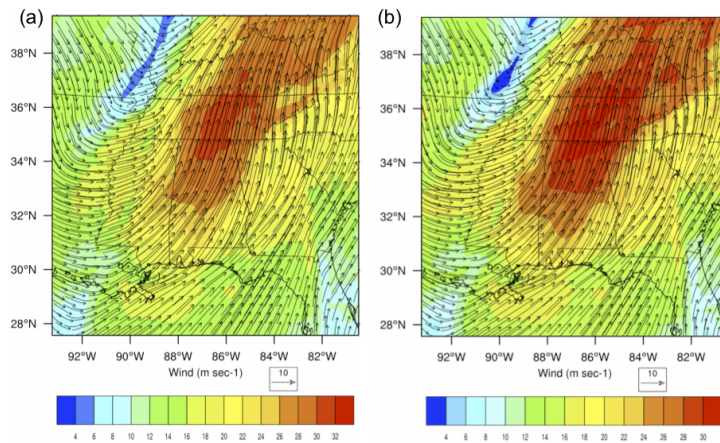 (a)
38°N
36°N
34°N
32°N
30°N
28°N
92°W 90°W 88°W 86°W 84°W 82°W
Wind (m sec-1)
10
4 6 8 10 12 14 16 18 20 22 24 26 28 30 32
(b)
38°N
36°N
34°N
32°N
30°N
28°N
92°W 90°W 88°W 86°W 84°W 82°W
Wind (m sec-1)
10
4 6 8 10 12 14 16 18 20 22 24 26 28 30